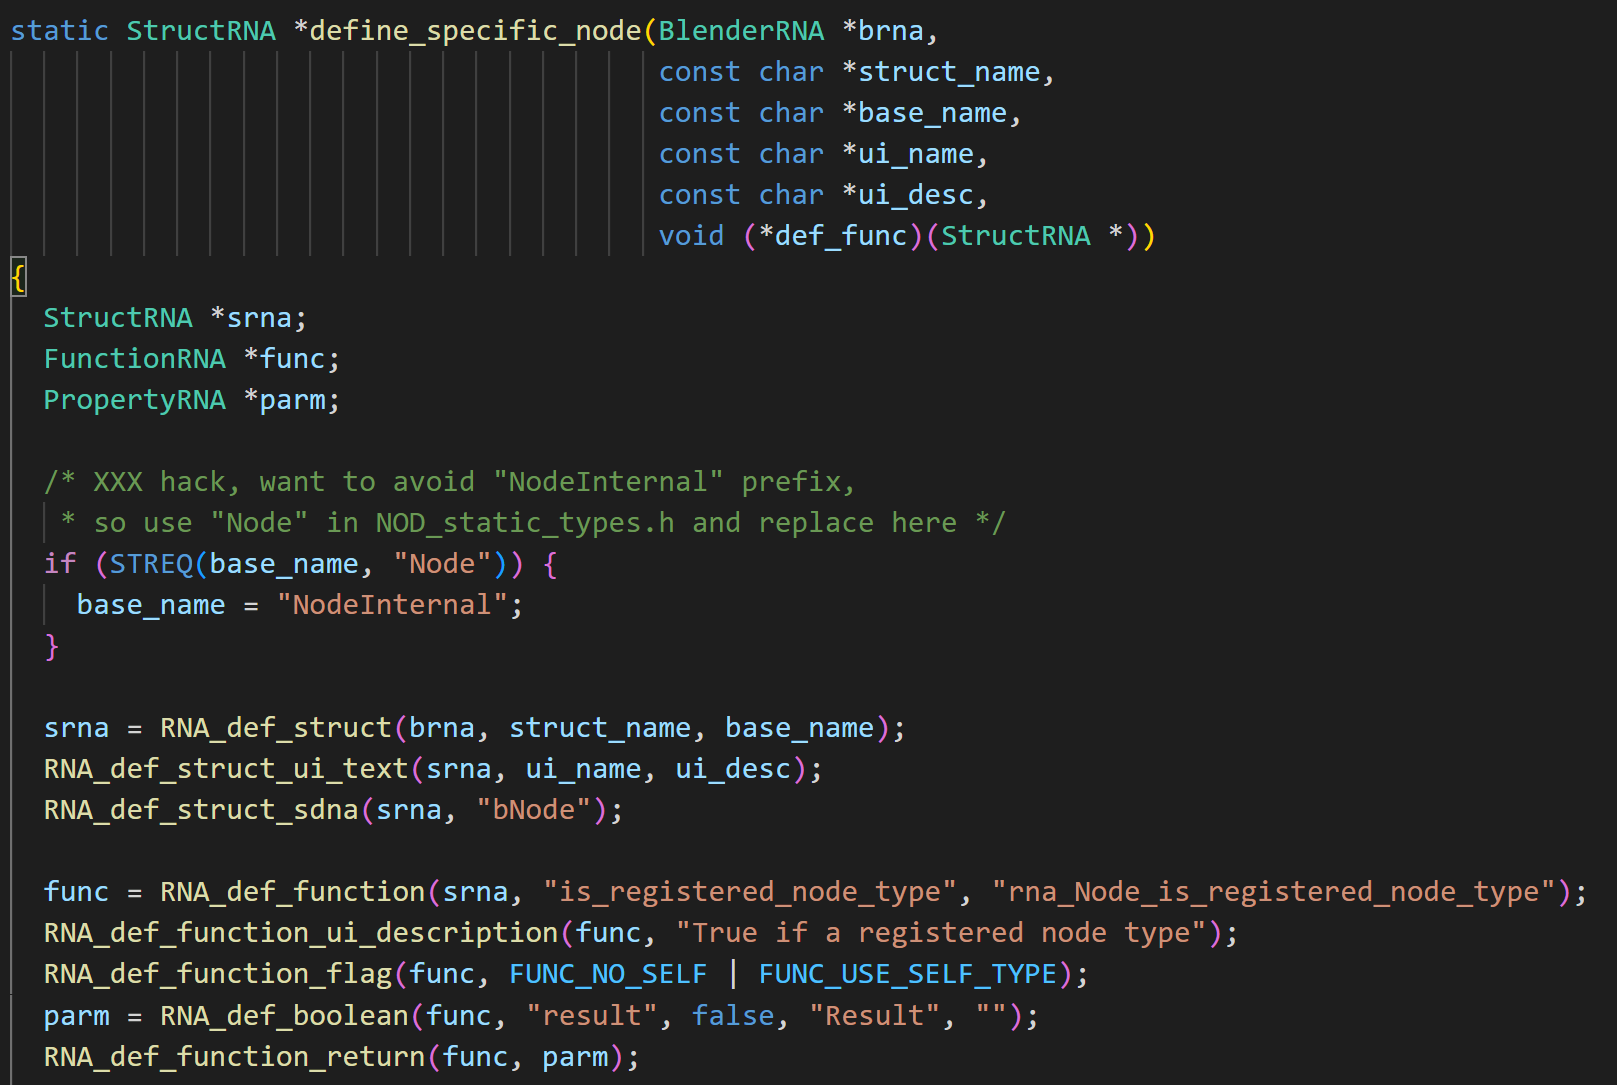 static StructRNA *define_specific_node(BlenderRNA *brna,
                                       const char *struct_name,
                                       const char *base_name,
                                       const char *ui_name,
                                       const char *ui_desc,
                                       void (*def_func)(StructRNA *))
{
  StructRNA *srna;
  FunctionRNA *func;
  PropertyRNA *parm;

  /* XXX hack, want to avoid "NodeInternal" prefix,
   * so use "Node" in NOD_static_types.h and replace here */
  if (STREQ(base_name, "Node")) {
    base_name = "NodeInternal";
  }

  srna = RNA_def_struct(brna, struct_name, base_name);
  RNA_def_struct_ui_text(srna, ui_name, ui_desc);
  RNA_def_struct_sdna(srna, "bNode");

  func = RNA_def_function(srna, "is_registered_node_type", "rna_Node_is_registered_node_type");
  RNA_def_function_ui_description(func, "True if a registered node type");
  RNA_def_function_flag(func, FUNC_NO_SELF | FUNC_USE_SELF_TYPE);
  parm = RNA_def_boolean(func, "result", false, "Result", "");
  RNA_def_function_return(func, parm);